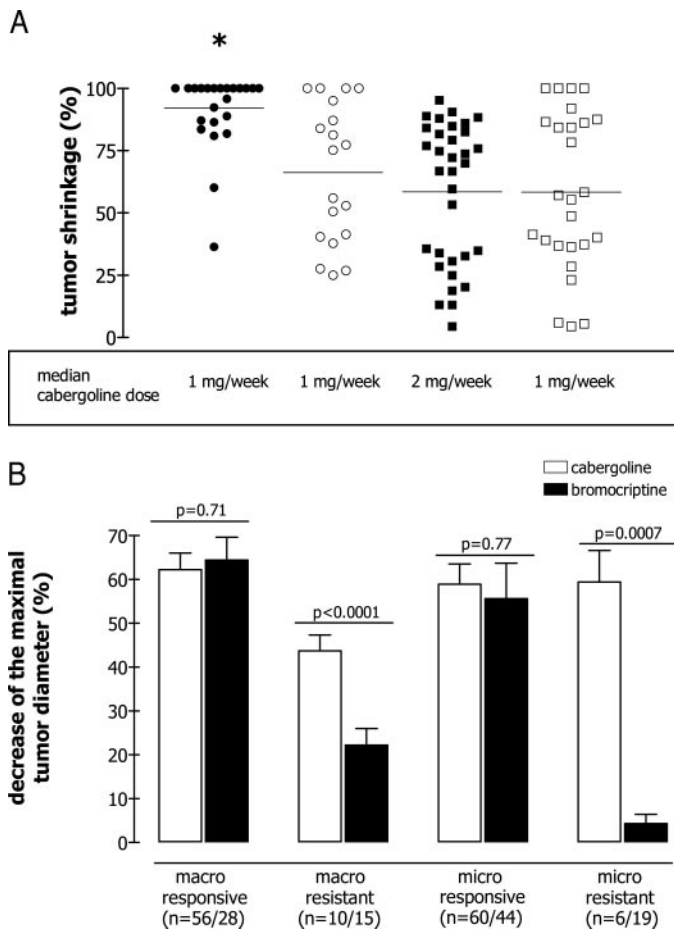 A
*
tumor shrinkage (%)
100
75
50
25
0
median
cabergoline dose
1 mg/week
1 mg/week
2 mg/week
1 mg/week
B
cabergoline
bromocriptine
decrease of the maximal
tumor diameter (%)
70
60
50
40
30
20
10
0
p=0.71
p<0.0001
p=0.77
p=0.0007
macro
responsive
(n=56/28)
macro
resistant
(n=10/15)
micro
responsive
(n=60/44)
micro
resistant
(n=6/19)